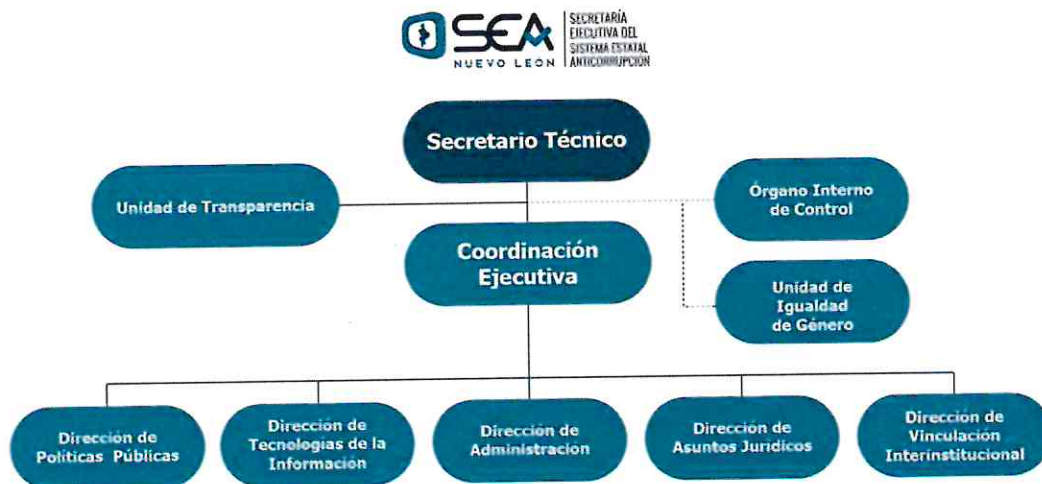 SEA
NUEVO LEÓN
SECRETARÍA
EJECUTIVA DEL
SISTEMA ESTATAL
ANTICORRUPCIÓN
Secretario Técnico
Unidad de Transparencia
Órgano Interno
de Control
Coordinación
Ejecutiva
Unidad de
Igualdad
de Género
Dirección de
Políticas Públicas
Dirección de
Tecnologías de la
Información
Dirección de
Administración
Dirección de
Asuntos Jurídicos
Dirección de
Vinculación
Interinstitucional